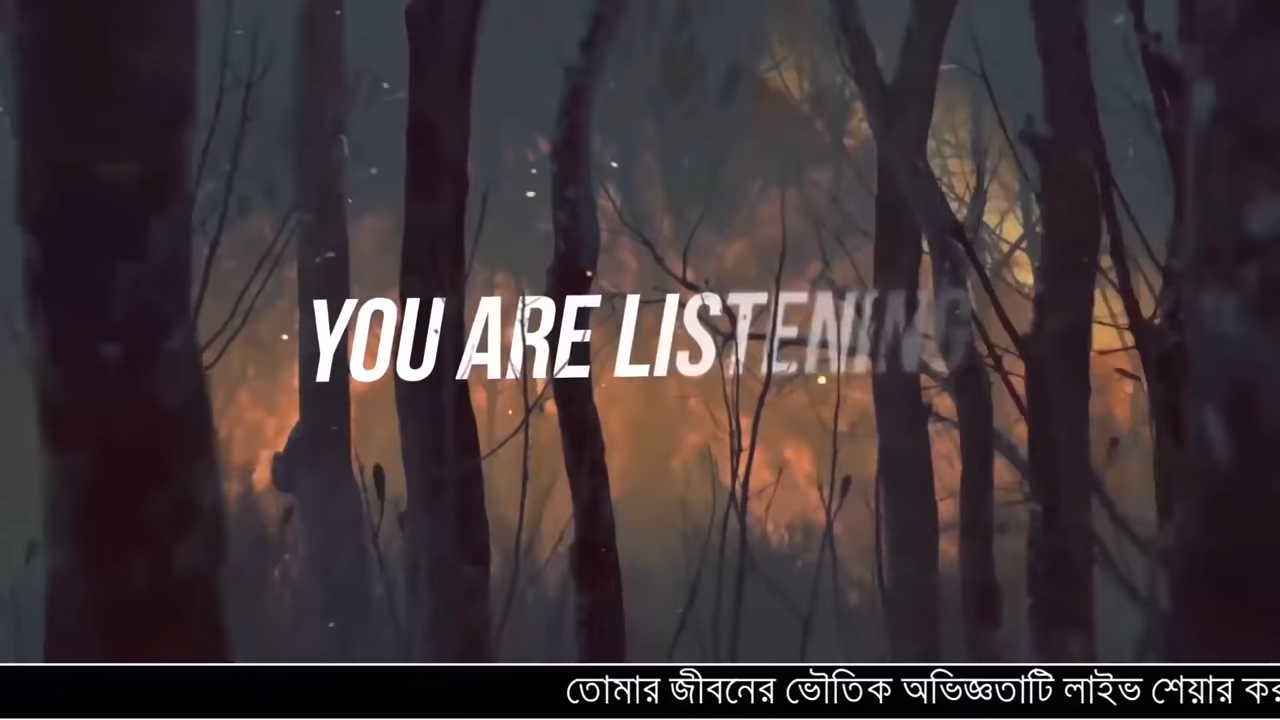 YOU ARE LISTENING
তোমার জীবনের ভৌতিক অভিজ্ঞতাটি লাইভ শেয়ার